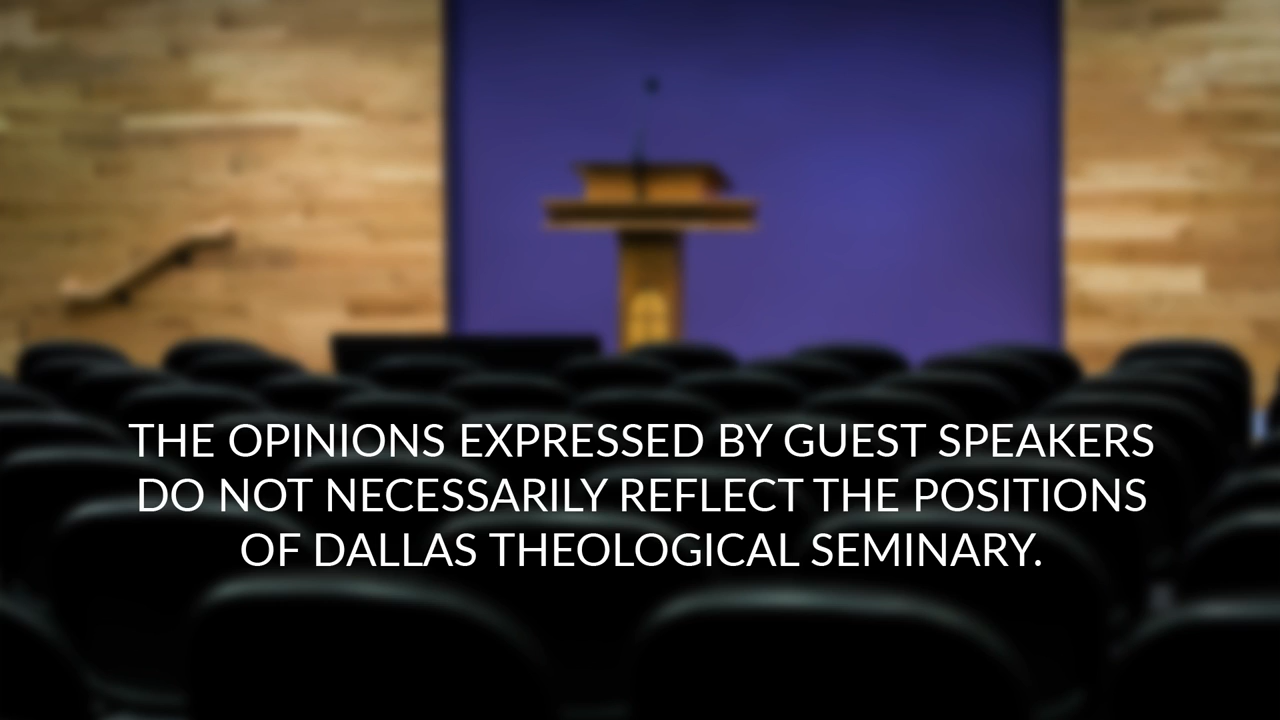 THE OPINIONS EXPRESSED BY GUEST SPEAKERS
DO NOT NECESSARILY REFLECT THE POSITIONS
OF DALLAS THEOLOGICAL SEMINARY.